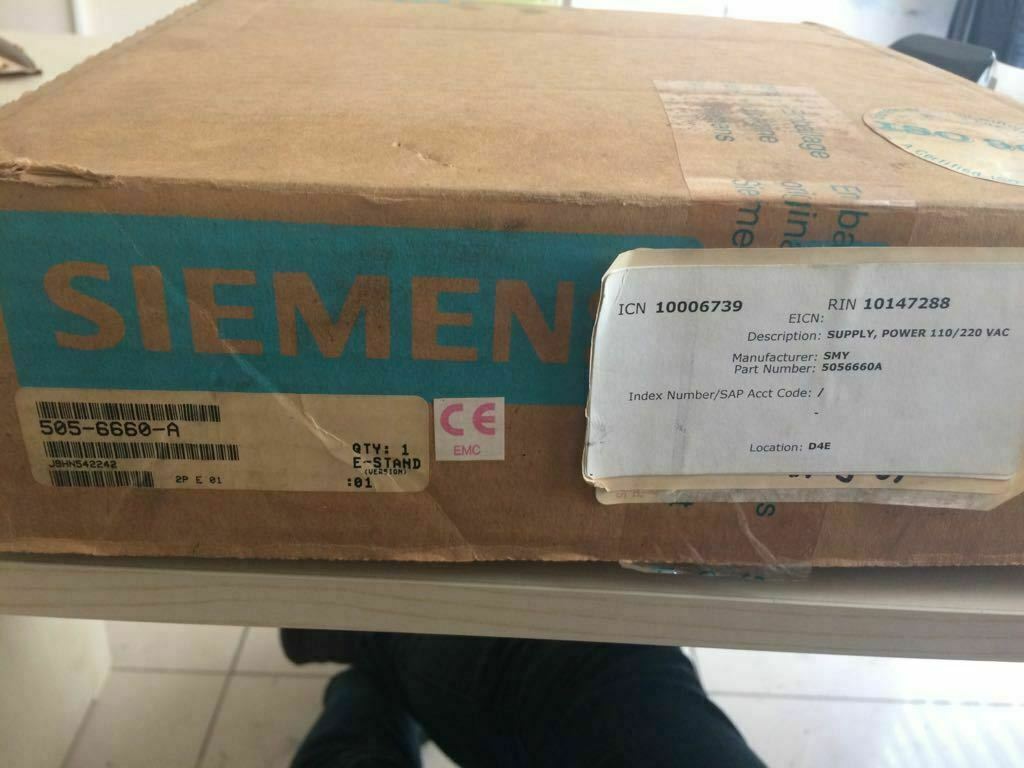 SIEMENS
505-6660-A
J8HN542242
2P E 01
QTY: 1
E-STAND
(VERSION)
:01
CE
EMC
ICN 10006739
RIN 10147288
EICN:
Description: SUPPLY, POWER 110/220 VAC
Manufacturer: SMY
Part Number: 5056660A
Index Number/SAP Acct Code: /
-
Location: D4E